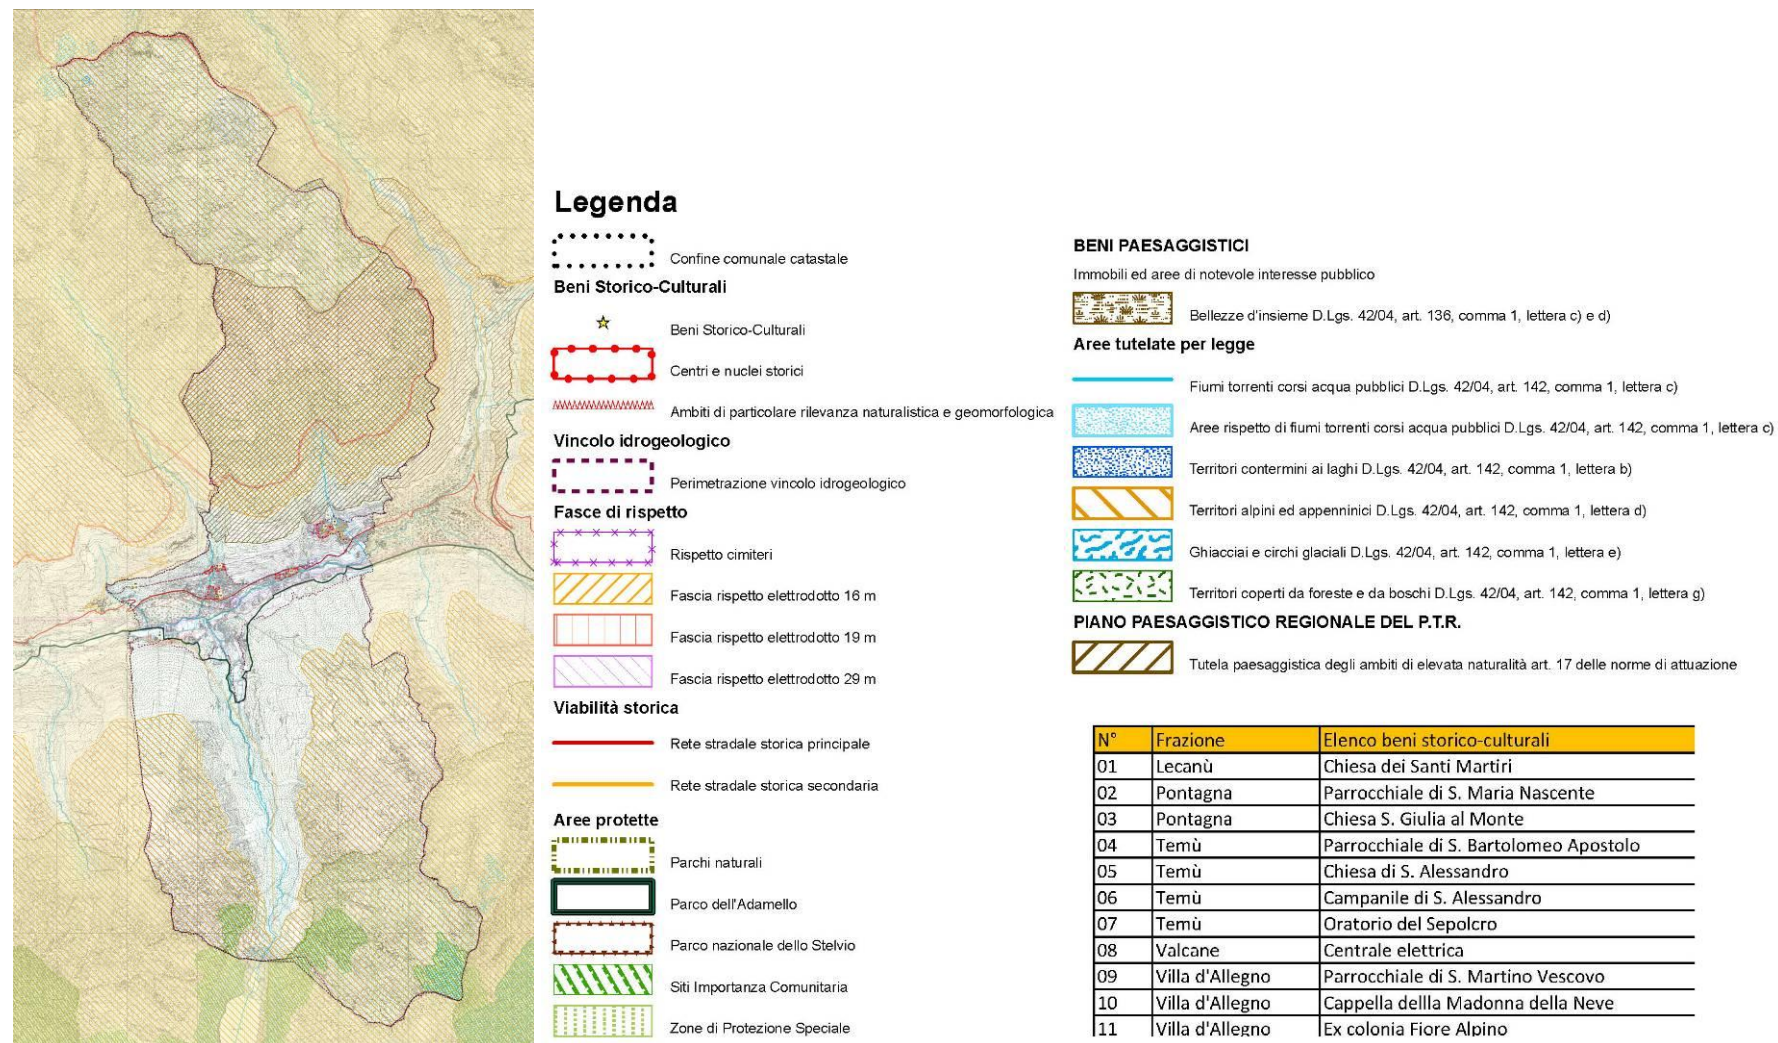 Legenda
Confine comunale catastale
Beni Storico-Culturali
Beni Storico-Culturali
Centri e nuclei storici
Ambiti di particolare rilevanza naturalistica e geomorfologica
Vincolo idrogeologico
Perimetrazione vincolo idrogeologico
Fasce di rispetto
Rispetto cimiteri
Fascia rispetto elettrodotto 16 m
Fascia rispetto elettrodotto 19 m
Fascia rispetto elettrodotto 29 m
Viabilità storica
Rete stradale storica principale
Rete stradale storica secondaria
Aree protette
Parchi naturali
Parco dell'Adamello
Parco nazionale dello Stelvio
Siti Importanza Comunitaria
Zone di Protezione Speciale
BENI PAESAGGISTICI
Immobili ed aree di notevole interesse pubblico
Bellezze d'insieme D.Lgs. 42/04, art. 136, comma 1, lettera c) e d)
Aree tutelate per legge
Fiumi torrenti corsi acqua pubblici D.Lgs. 42/04, art. 142, comma 1, lettera c)
Aree rispetto di fiumi torrenti corsi acqua pubblici D.Lgs. 42/04, art. 142, comma 1, lettera c)
Territori contermini ai laghi D.Lgs. 42/04, art. 142, comma 1, lettera b)
Territori alpini ed appenninici D.Lgs. 42/04, art. 142, comma 1, lettera d)
Ghiacciai e circhi glaciali D.Lgs. 42/04, art. 142, comma 1, lettera e)
Territori coperti da foreste e da boschi D.Lgs. 42/04, art. 142, comma 1, lettera g)
PIANO PAESAGGISTICO REGIONALE DEL P.T.R.
Tutela paesaggistica degli ambiti di elevata naturalità art. 17 delle norme di attuazione
N° Frazione Elenco beni storico-culturali
01 Lecanù Chiesa dei Santi Martiri
02 Pontagna Parrocchiale di S. Maria Nascente
03 Pontagna Chiesa S. Giulia al Monte
04 Temù Parrocchiale di S. Bartolomeo Apostolo
05 Temù Chiesa di S. Alessandro
06 Temù Campanile di S. Alessandro
07 Temù Oratorio del Sepolcro
08 Valcane Centrale elettrica
09 Villa d'Allegno Parrocchiale di S. Martino Vescovo
10 Villa d'Allegno Cappella dellla Madonna della Neve
11 Villa d'Allegno Ex colonia Fiore Alpino